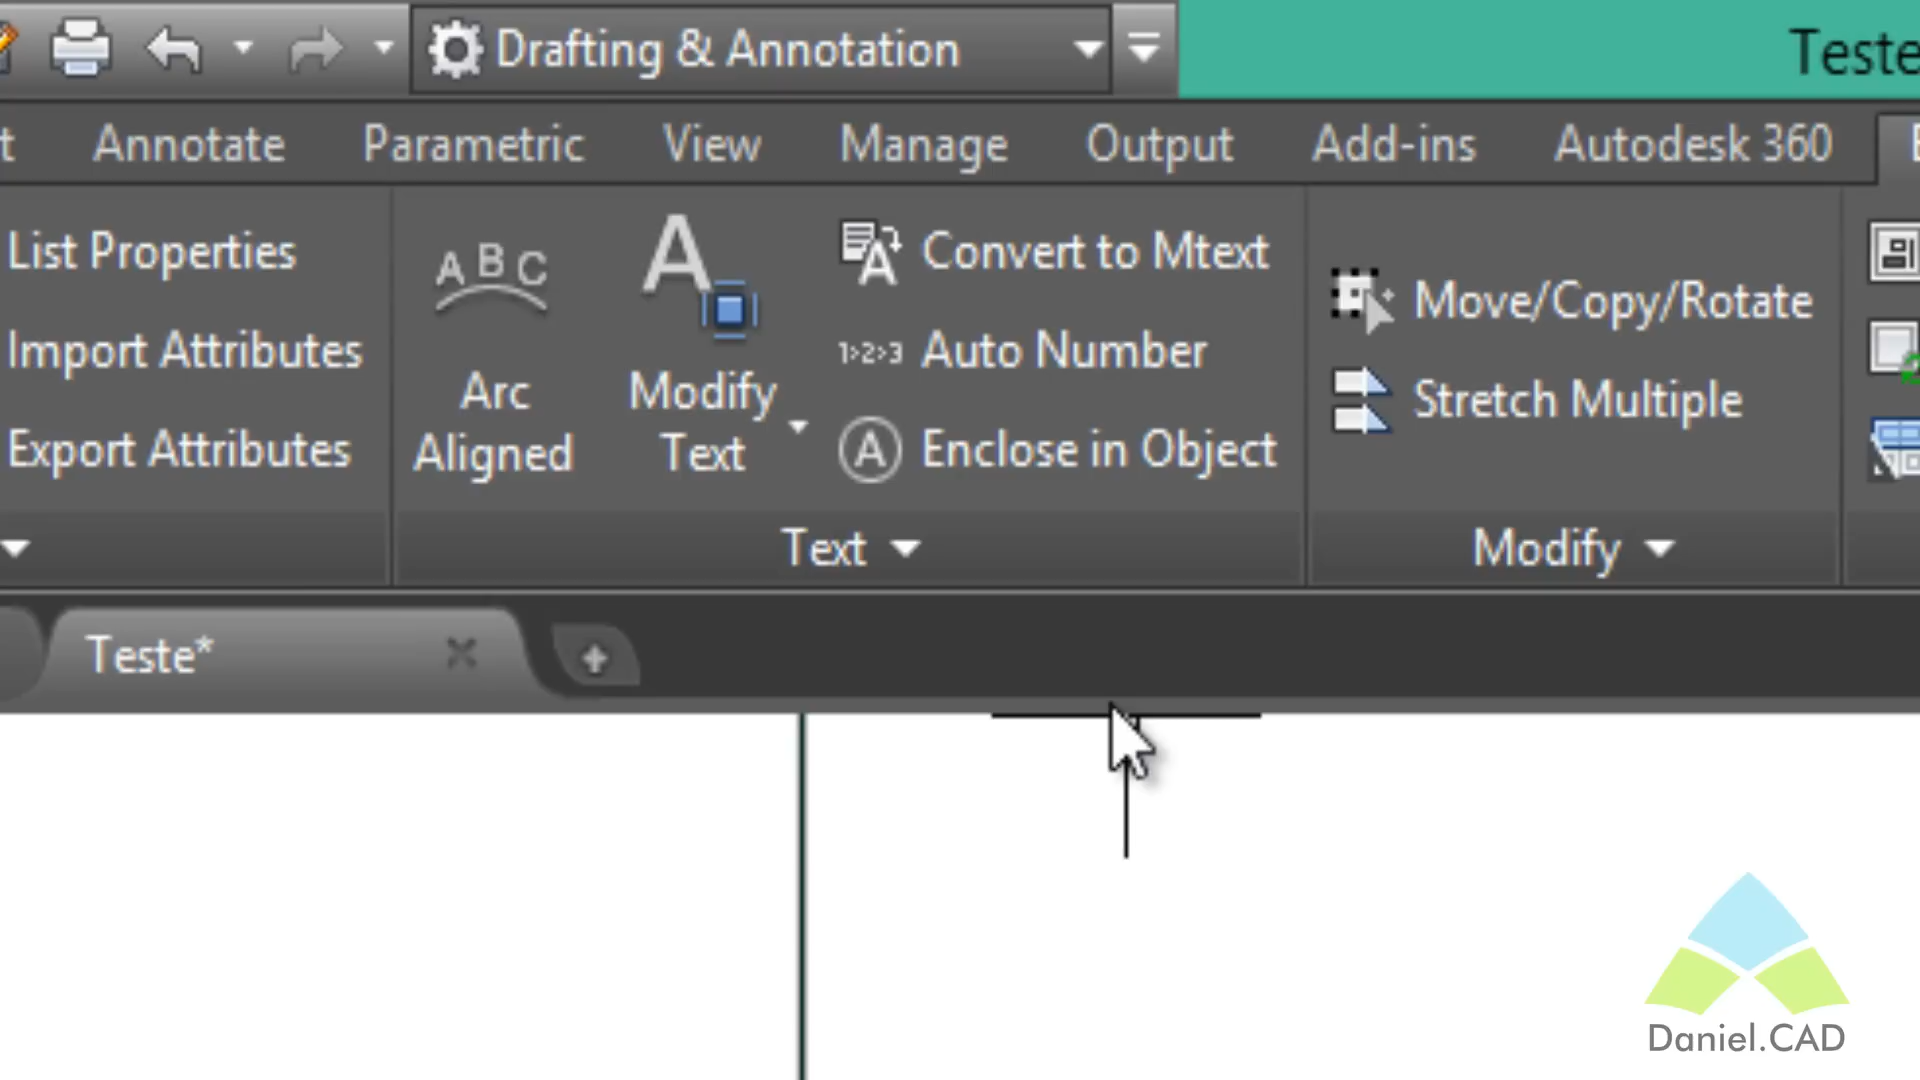 Drafting & Annotation
Teste
Annotate Parametric View Manage Output Add-ins Autodesk 360
List Properties
Import Attributes
Export Attributes
ABC
Arc
Aligned
A
Modify
Text
A
Convert to Mtext
1>2>3 Auto Number
A Enclose in Object
Move/Copy/Rotate
Stretch Multiple
Text
Modify
Teste*
Daniel.CAD